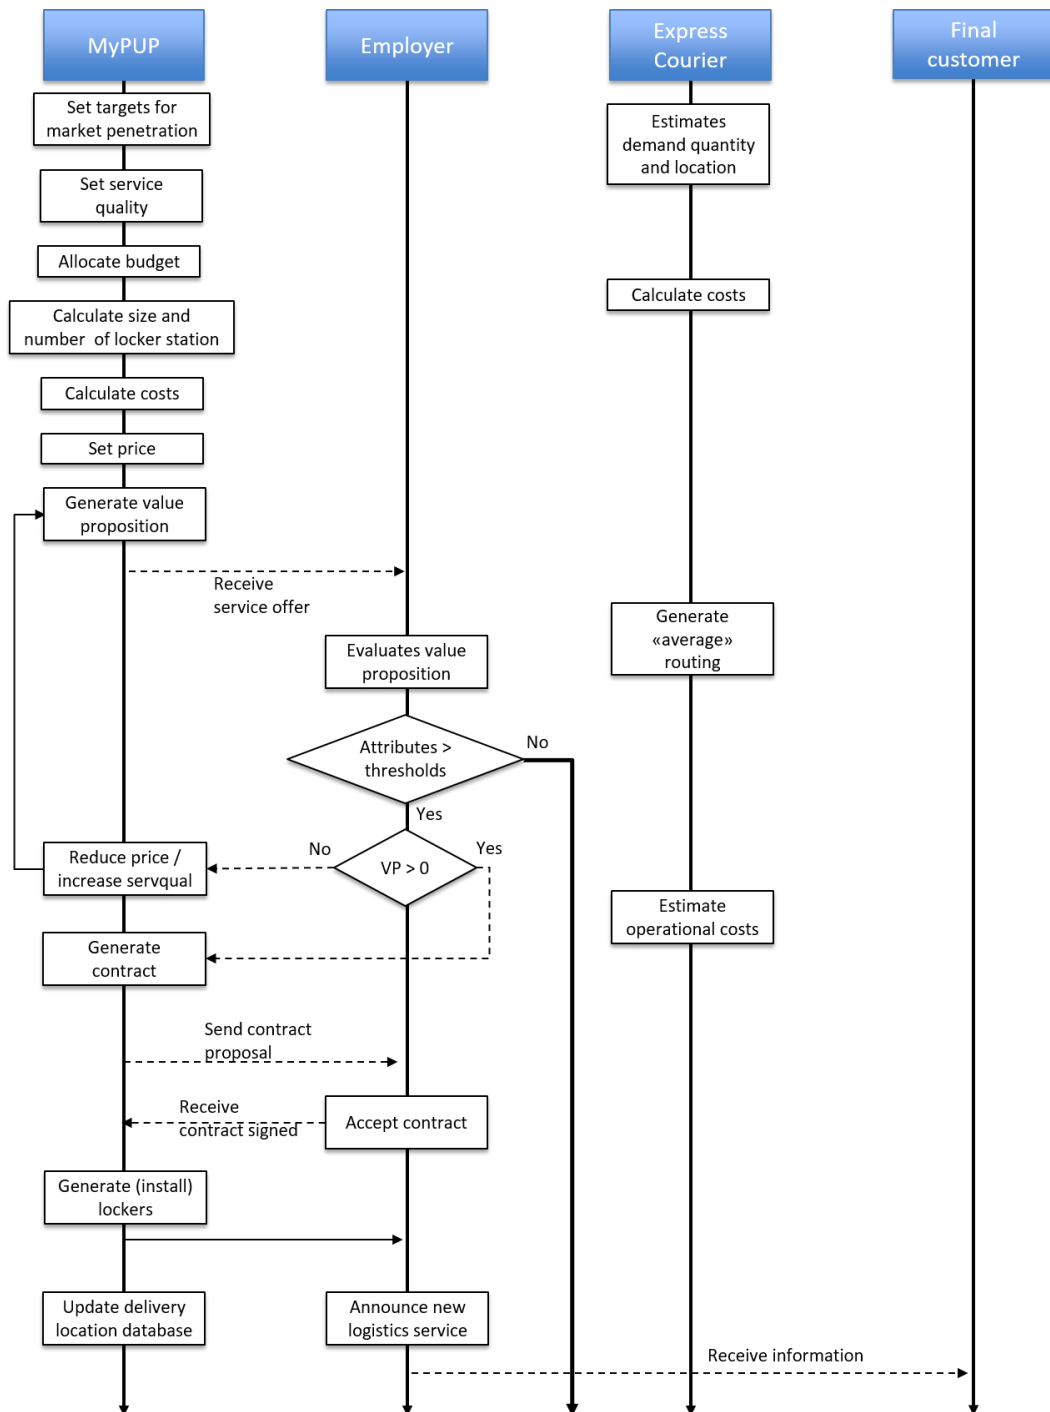 MyPUP
Employer
Express
Courier
Final
customer
Set targets for
market penetration
Estimates
demand quantity
and location
Set service
quality
Allocate budget
Calculate costs
Calculate size and
number of locker station
Calculate costs
Set price
Generate value
proposition
Receive
service offer
Generate
«average»
routing
Evaluates value
proposition
Attributes >
thresholds
No
Yes
Reduce price /
increase servqual
No
VP > 0
Yes
Estimate
operational costs
Generate
contract
Send contract
proposal
Receive
contract signed
Accept contract
Generate (install)
lockers
Update delivery
location database
Announce new
logistics service
Receive information